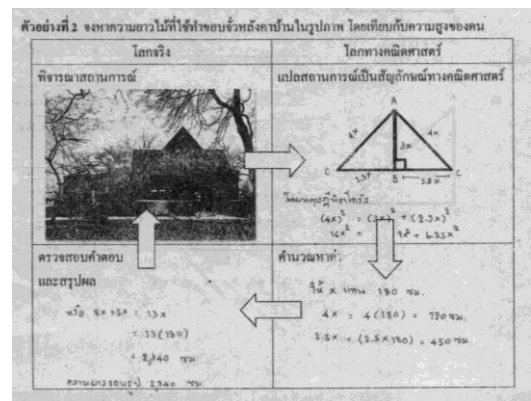 ตัวอย่างที่ 2 จงหาความยาวไม้ที่ใช้ทำขอบจั่วหลังคาบ้านในรูปภาพ โดยเทียบกับความสูงของคน
โลกจริง
โลกทางคณิตศาสตร์
พิจารณาสถานการณ์
แปลสถานการณ์เป็นสัญลักษณ์ทางคณิตศาสตร์
A
4x
4x
3x
C
B
C
2.5x
2.5x
โดยทฤษฎีพีทาโกรัส
(4x)² = (3x)² + (2.5x)²
16x² = 9x² + 6.25x²
ตรวจสอบคำตอบ
และสรุปผล
หรือ 8x+5x = 13x
= 13(180)
= 2,340 ซม.
ความยาวรอบรูป 2340 ซม.
คำนวณหาค่า
ให้ x แทน 180 ซม.
4x = 4(180) = 720 ซม.
2.5x = (2.5x180) = 450 ซม.